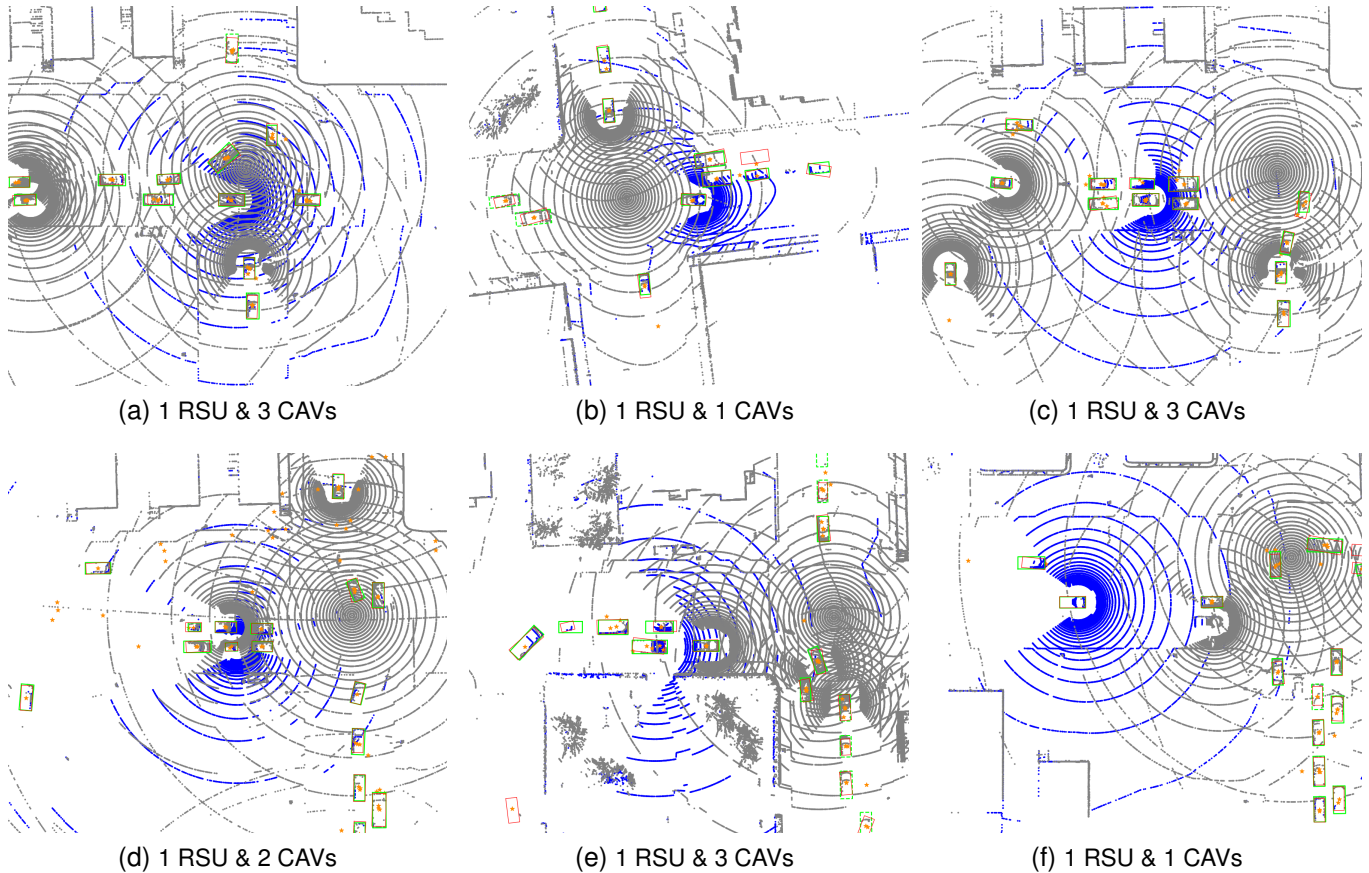 (a) 1 RSU & 3 CAVs
(b) 1 RSU & 1 CAVs
(c) 1 RSU & 3 CAVs
(d) 1 RSU & 2 CAVs
(e) 1 RSU & 3 CAVs
(f) 1 RSU & 1 CAVs